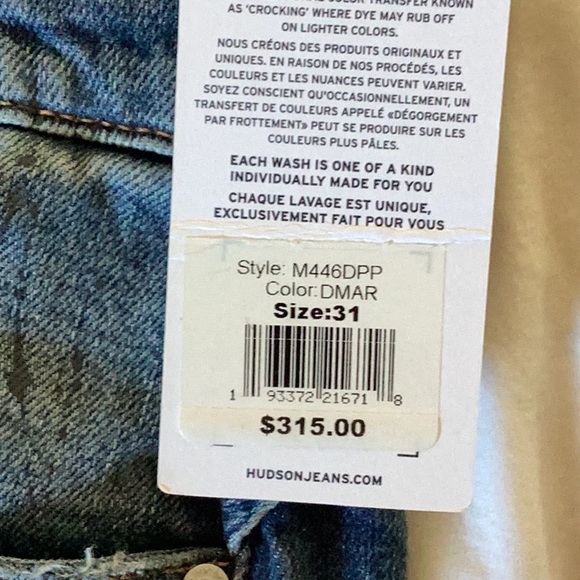 COLOR TRANSFER KNOWN
AS 'CROCKING' WHERE DYE MAY RUB OFF
ON LIGHTER COLORS.
NOUS CRÉONS DES PRODUITS ORIGINAUX ET
UNIQUES. EN RAISON DE NOS PROCÉDÉS, LES
COULEURS ET LES NUANCES PEUVENT VARIER.
SOYEZ CONSCIENT QU'OCCASIONNELLEMENT, UN
TRANSFERT DE COULEURS APPELÉ «DÉGORGEMENT
PAR FROTTEMENT» PEUT SE PRODUIRE SUR LES
COULEURS PLUS PÂLES.
EACH WASH IS ONE OF A KIND
INDIVIDUALLY MADE FOR YOU
CHAQUE LAVAGE EST UNIQUE,
EXCLUSIVEMENT FAIT POUR VOUS
Style: M446DPP
Color:DMAR
Size:31
1 93372 21671 8
$315.00
HUDSONJEANS.COM